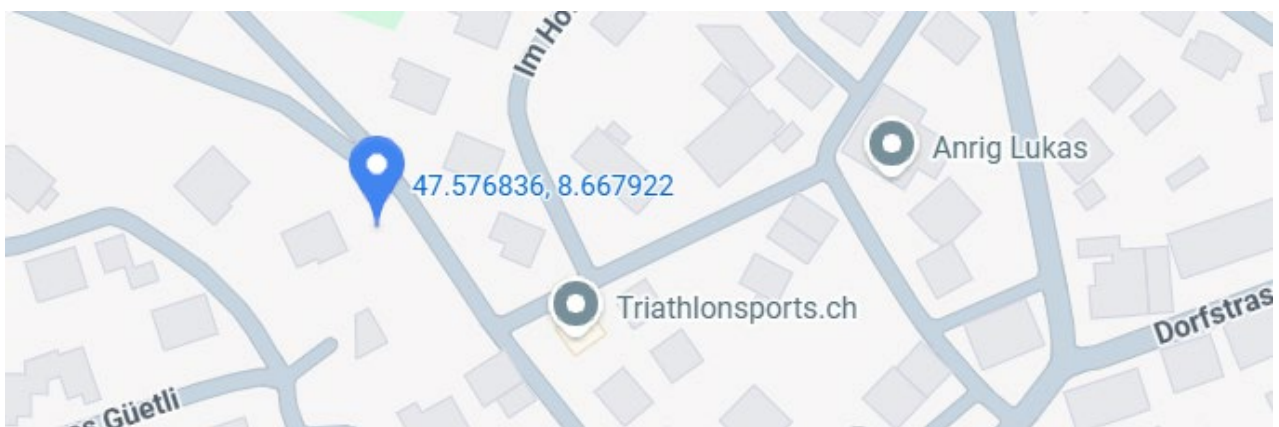 Im Ho
Anrig Lukas
47.576836, 8.667922
Triathlonsports.ch
Dorfstras
s Güetli